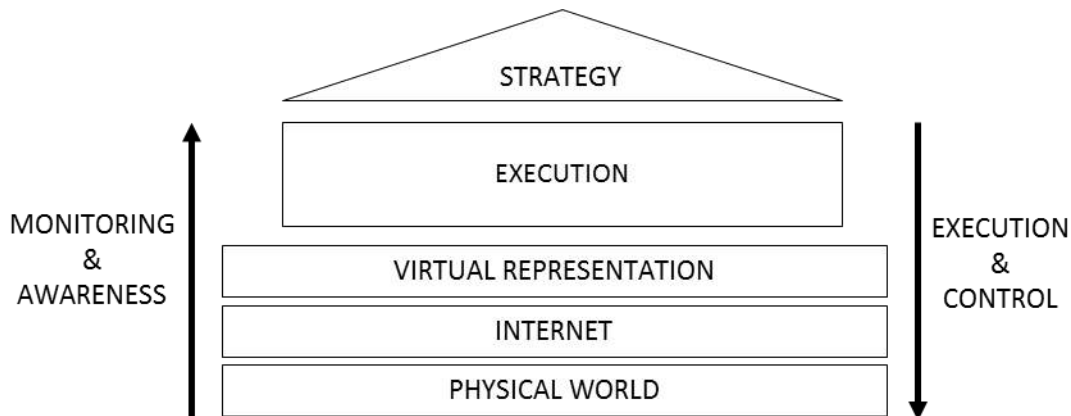 STRATEGY
EXECUTION
MONITORING
&
AWARENESS
VIRTUAL REPRESENTATION
INTERNET
PHYSICAL WORLD
EXECUTION
&
CONTROL